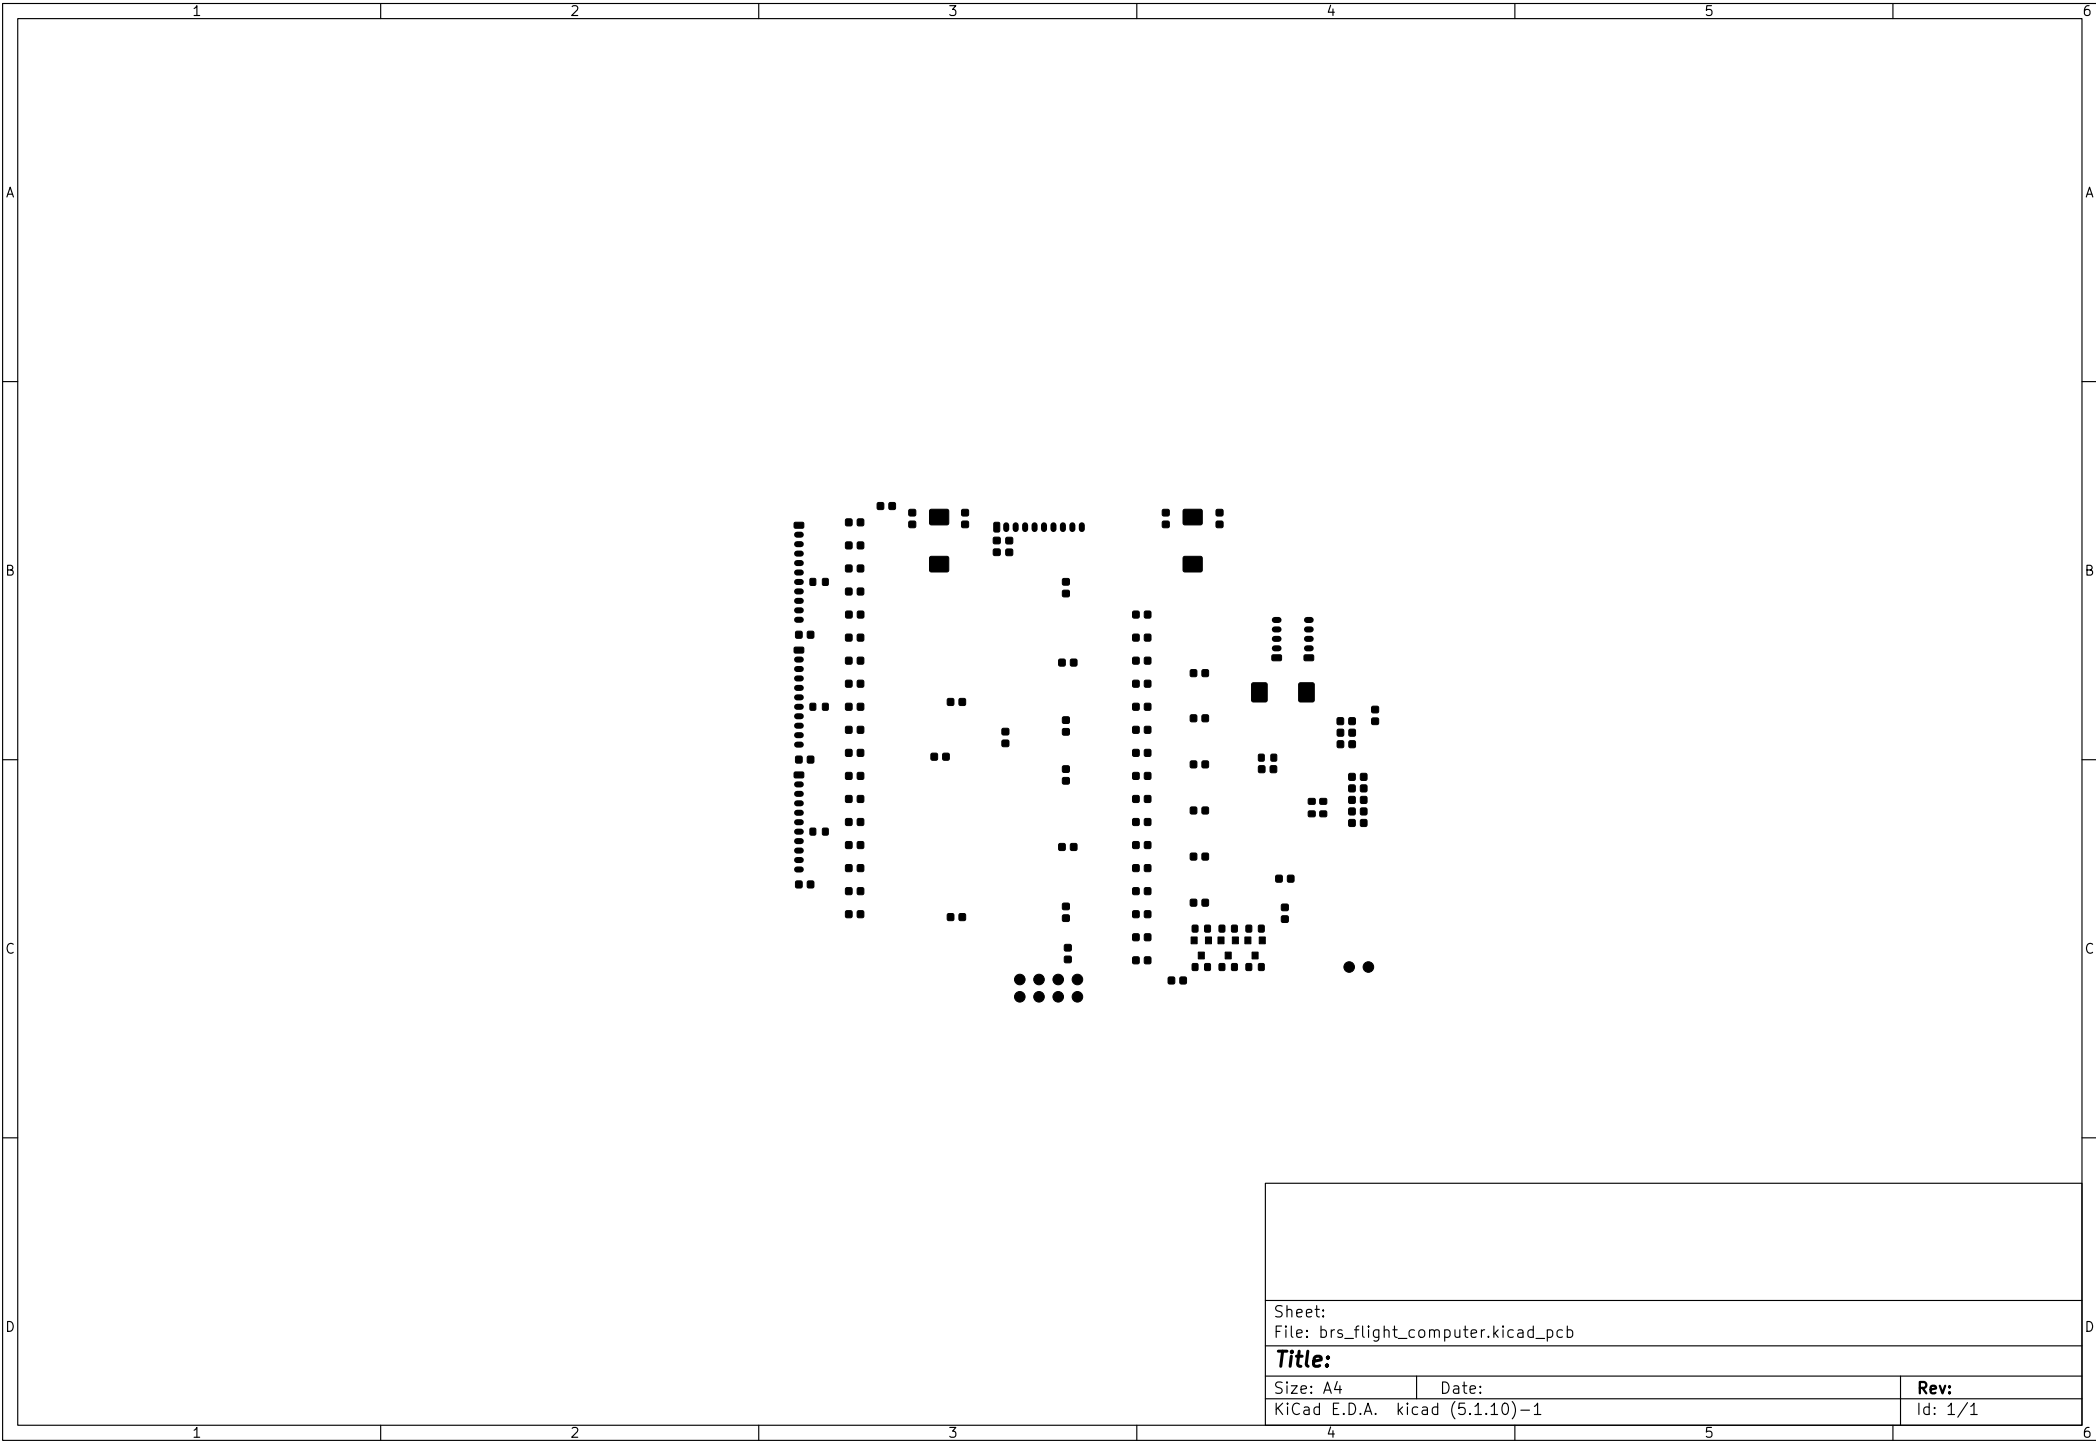 1 2 3 4 5 6
A A
B B
C C
Sheet:
File: brs_flight_computer.kicad_pcb
D D
Title:
Size: A4 Date: Rev:
KiCad E.D.A. kicad (5.1.10)-1 Id: 1/1
1 2 3 4 5 6